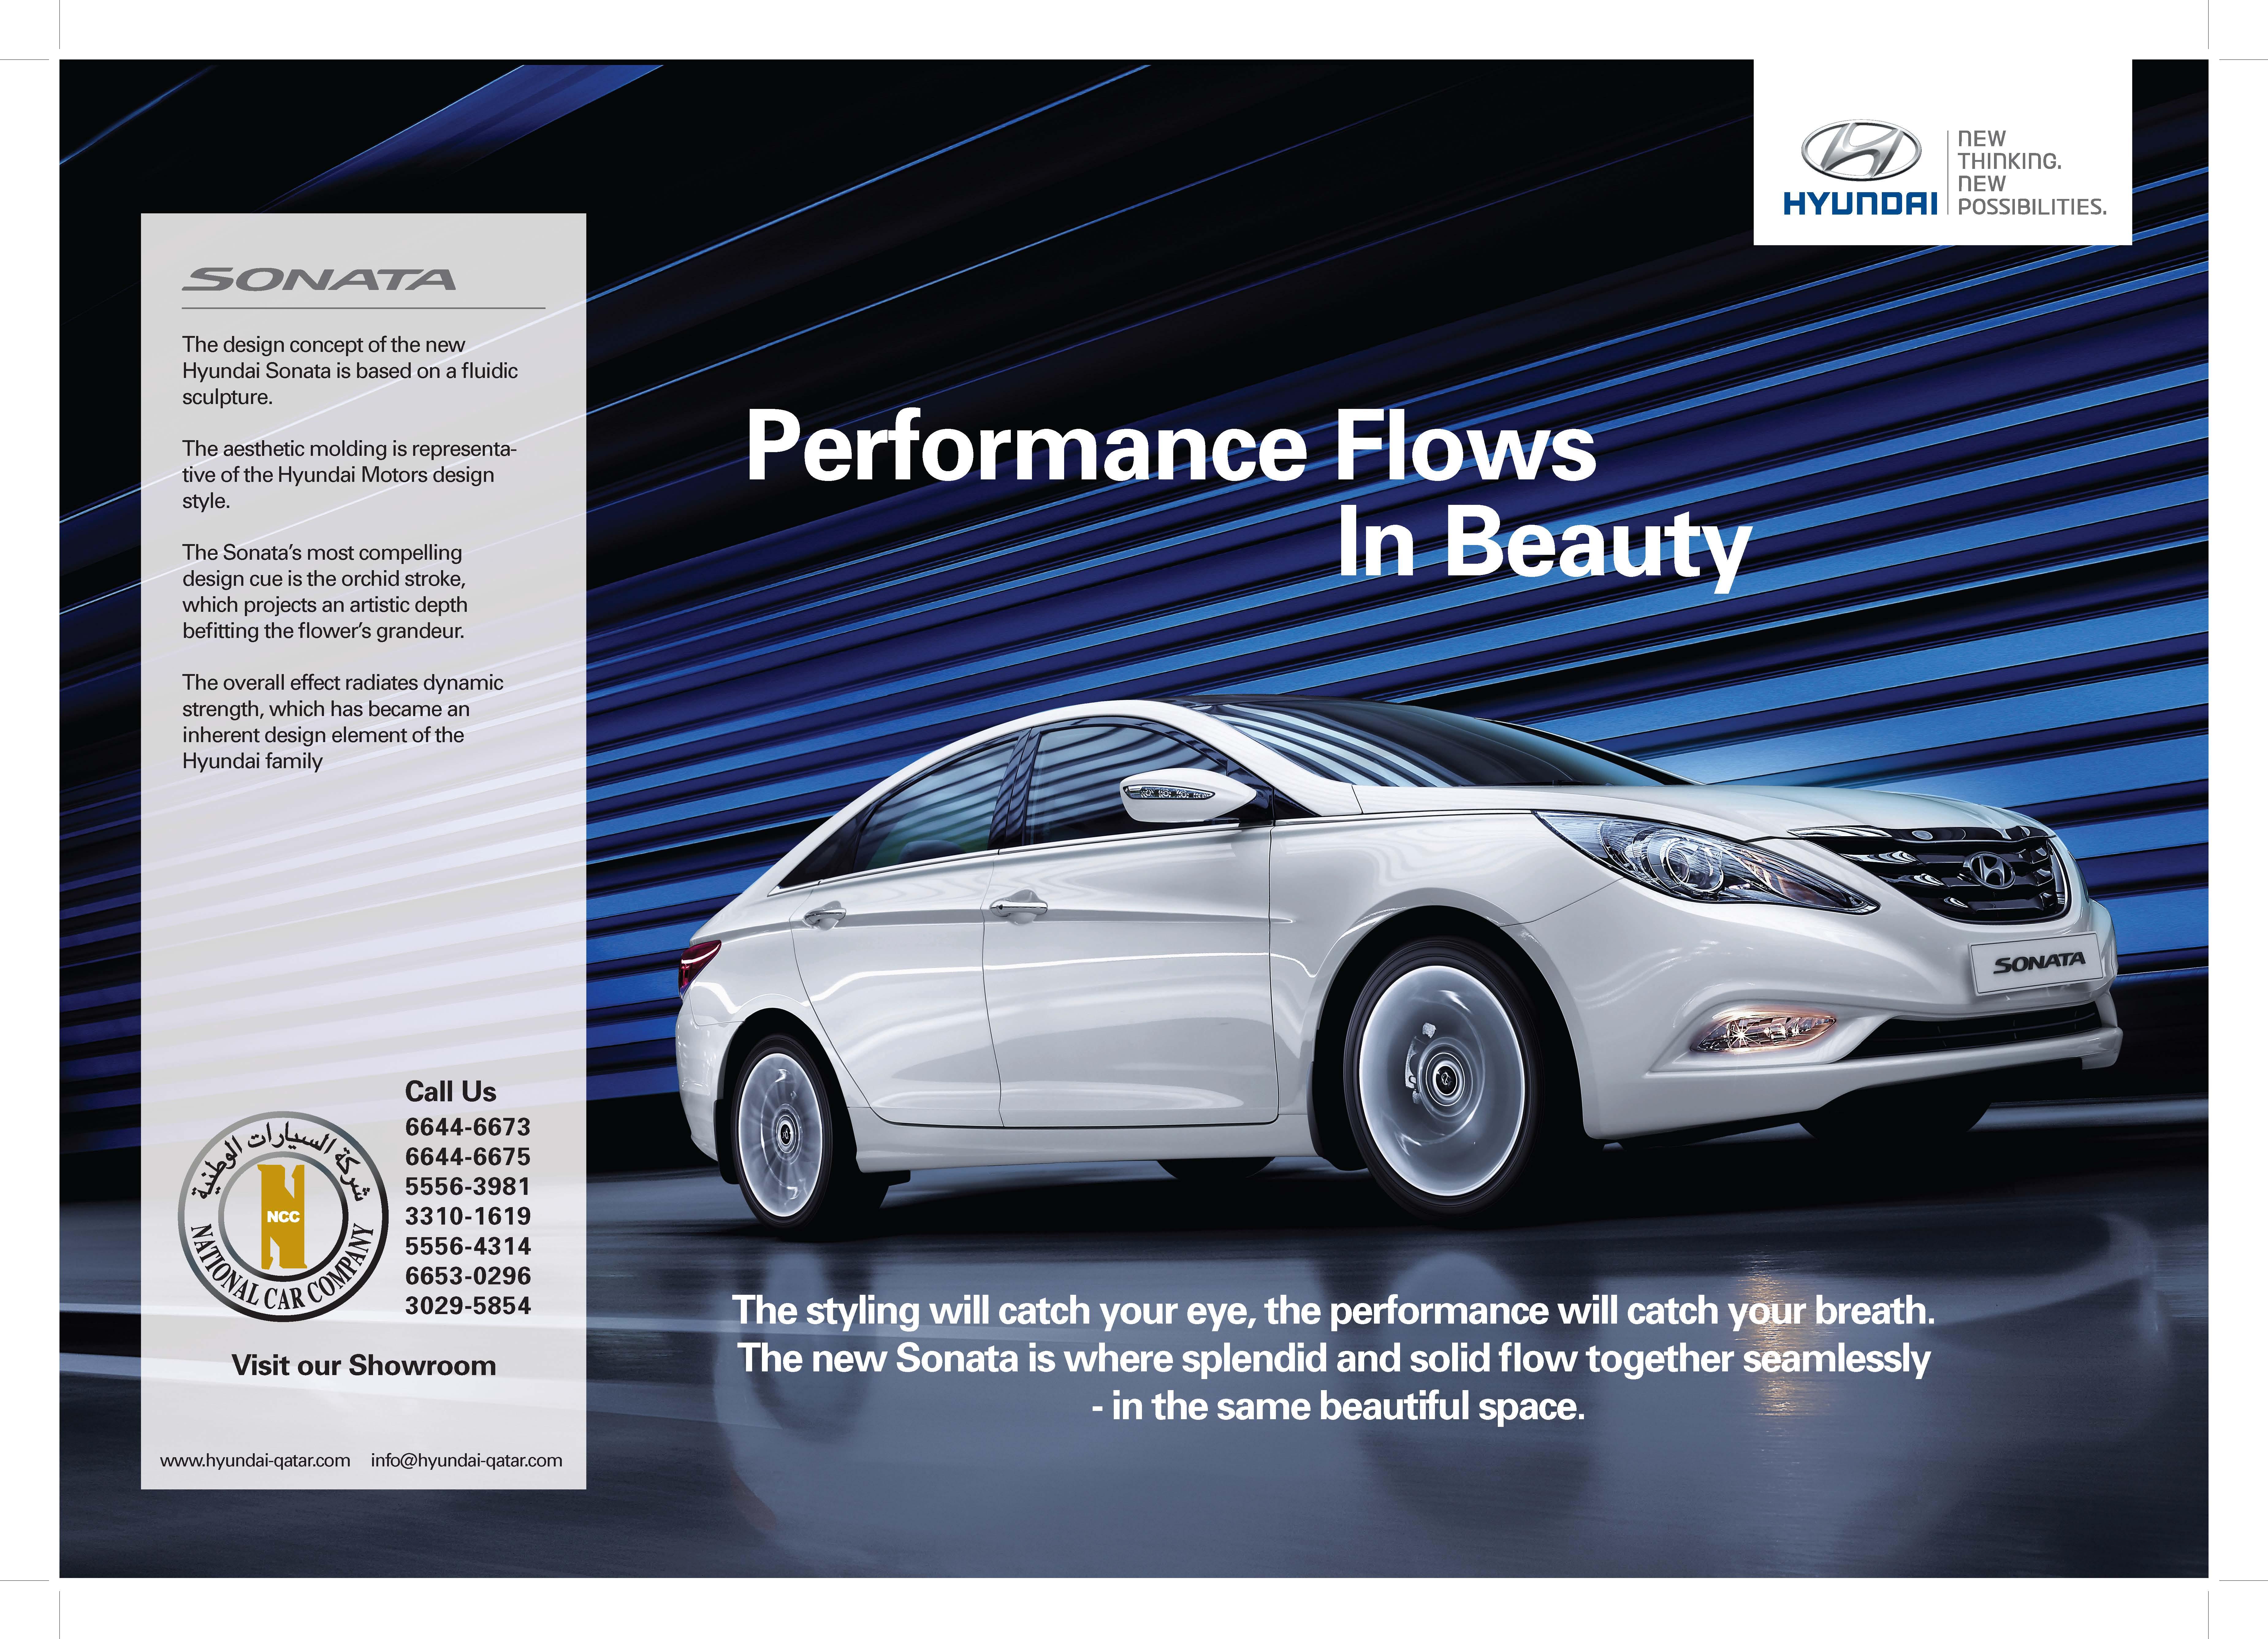 HYUNDAI
NEW
THINKING.
NEW
POSSIBILITIES.
SONATA
The design concept of the new
Hyundai Sonata is based on a fluidic
sculpture.
The aesthetic molding is representa-
tive of the Hyundai Motors design
style.
The Sonata’s most compelling
design cue is the orchid stroke,
which projects an artistic depth
befitting the flower’s grandeur.
The overall effect radiates dynamic
strength, which has became an
inherent design element of the
Hyundai family
Performance Flows
In Beauty
SONATA
Call Us
6644-6673
6644-6675
5556-3981
3310-1619
5556-4314
6653-0296
3029-5854
شركة السيارات الوطنية
NCC
NATIONAL CAR COMPANY
Visit our Showroom
www.hyundai-qatar.com info@hyundai-qatar.com
The styling will catch your eye, the performance will catch your breath.
The new Sonata is where splendid and solid flow together seamlessly
- in the same beautiful space.